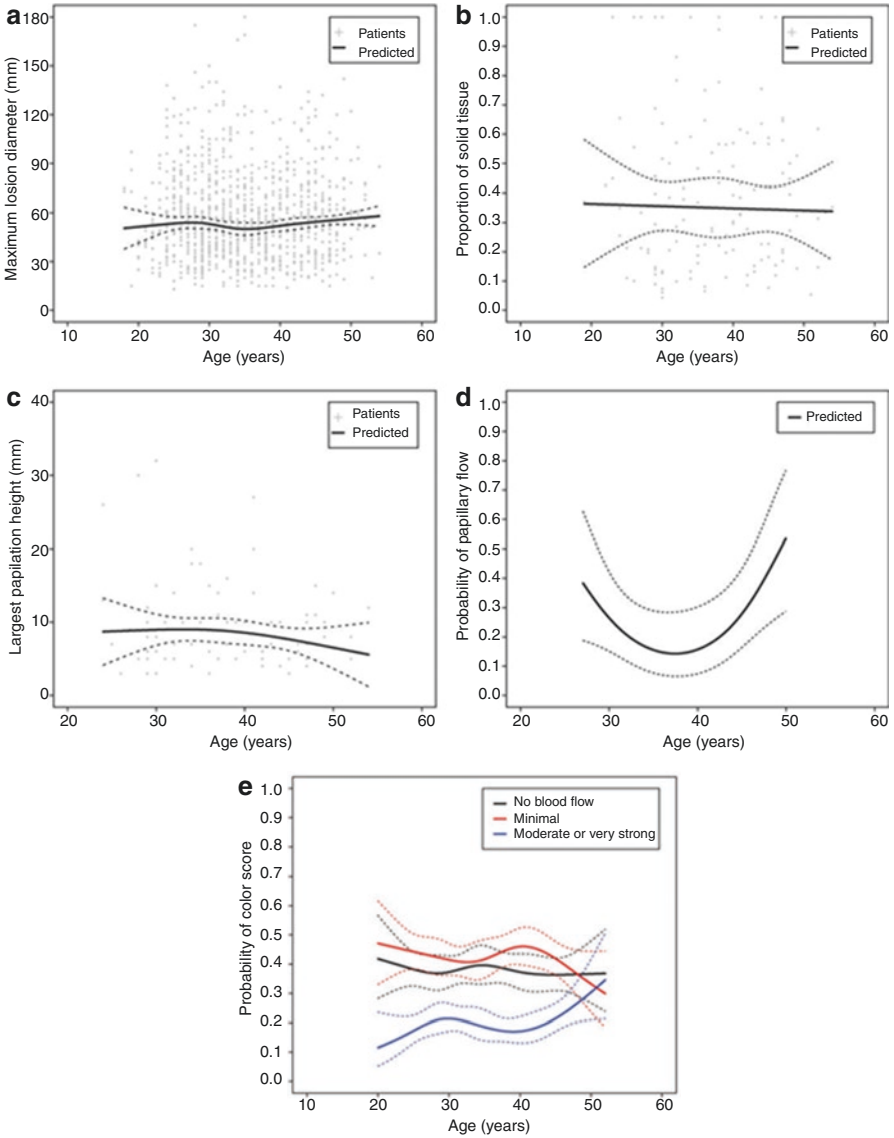 a
180
150
120
90
60
30
0
Maximum losion diameter (mm)
Patients
Predicted
10 20 30 40 50 60
Age (years)
b
1.0
0.9
0.8
0.7
0.6
0.5
0.4
0.3
0.2
0.1
0.0
Proportion of solid tissue
Patients
Predicted
10 20 30 40 50 60
Age (years)
c
40
30
20
10
0
Largest papilation height (mm)
Patients
Predicted
20 30 40 50 60
Age (years)
d
1.0
0.9
0.8
0.7
0.6
0.5
0.4
0.3
0.2
0.1
0.0
Probability of papillary flow
Predicted
20 30 40 50 60
Age (years)
e
1.0
0.9
0.8
0.7
0.6
0.5
0.4
0.3
0.2
0.1
0.0
Probability of color score
No blood flow
Minimal
Moderate or very strong
10 20 30 40 50 60
Age (years)